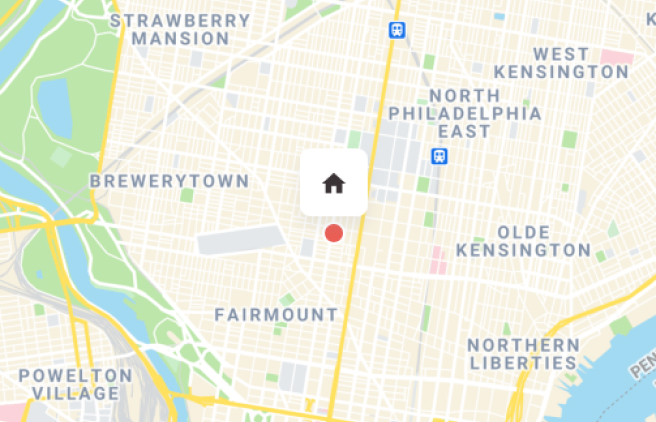 STRAWBERRY
MANSION
K
WEST
KENSINGTON
NORTH
PHILADELPHIA
EAST
BREWERYTOWN
OLDE
KENSINGTON
FAIRMOUNT
NORTHERN
LIBERTIES
POWELTON
VILLAGE
PEN